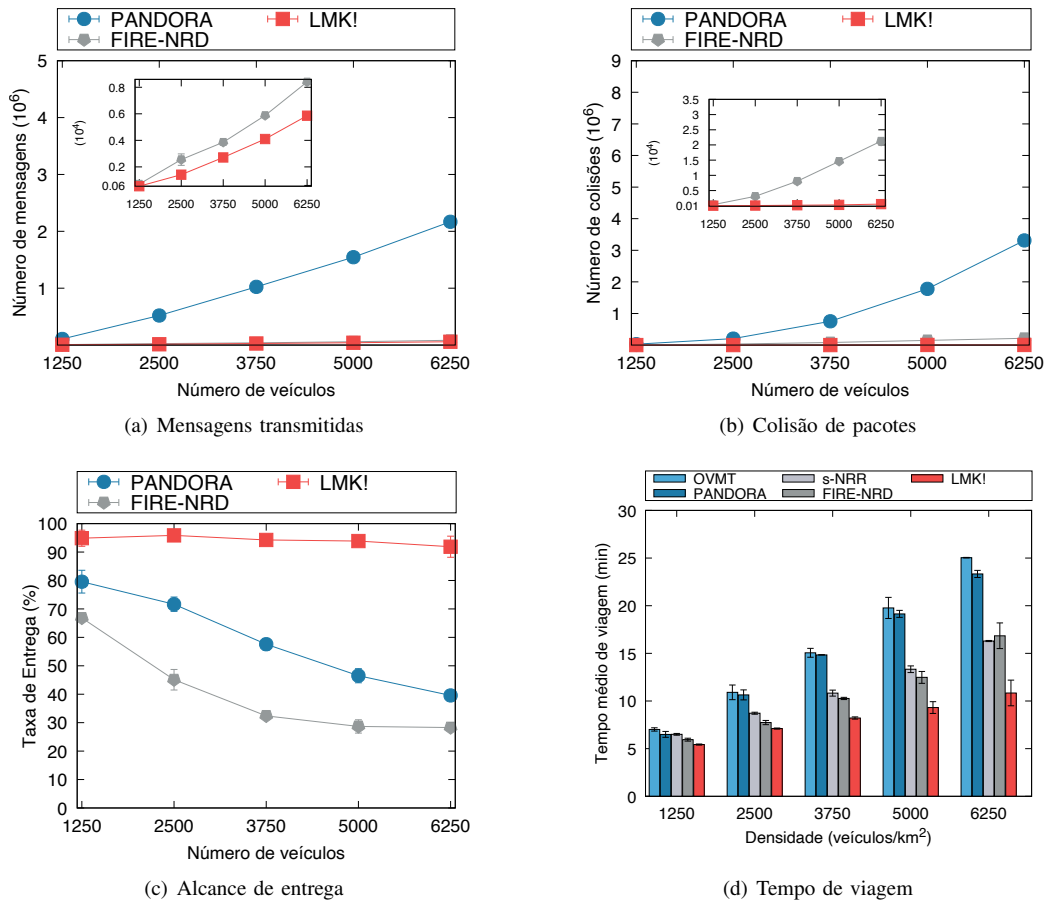 PANDORA
LMK!
FIRE-NRD
Número de mensagens (10⁶)
5
4
3
2
1
(10⁴)
0.8
0.6
0.4
0.2
0.06
1250 2500 3750 5000 6250
1250 2500 3750 5000 6250
Número de veículos
(a) Mensagens transmitidas
PANDORA
LMK!
FIRE-NRD
Número de colisões (10⁶)
9
8
7
6
5
4
3
2
1
(10⁴)
3.5
3
2.5
2
1.5
1
0.5
0.01
1250 2500 3750 5000 6250
1250 2500 3750 5000 6250
Número de veículos
(b) Colisão de pacotes
PANDORA
LMK!
FIRE-NRD
Taxa de Entrega (%)
100
90
80
70
60
50
40
30
20
10
0
1250 2500 3750 5000 6250
Número de veículos
(c) Alcance de entrega
OVMT s-NRR LMK!
PANDORA FIRE-NRD
Tempo médio de viagem (min)
30
25
20
15
10
5
0
1250 2500 3750 5000 6250
Densidade (veículos/km²)
(d) Tempo de viagem